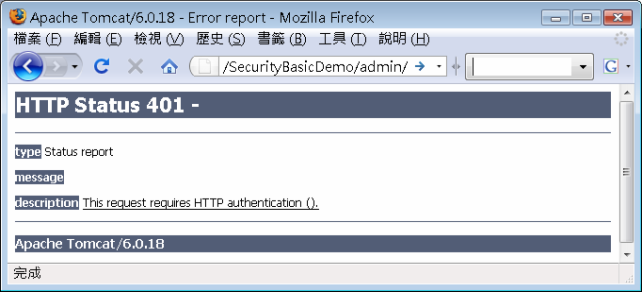 Apache Tomcat/6.0.18 - Error report - Mozilla Firefox
檔案 (F) 編輯 (E) 檢視 (V) 歷史 (S) 書籤 (B) 工具 (T) 說明 (H)
/SecurityBasicDemo/admin/
G
HTTP Status 401 -
type Status report
message
description This request requires HTTP authentication ().
Apache Tomcat/6.0.18
完成